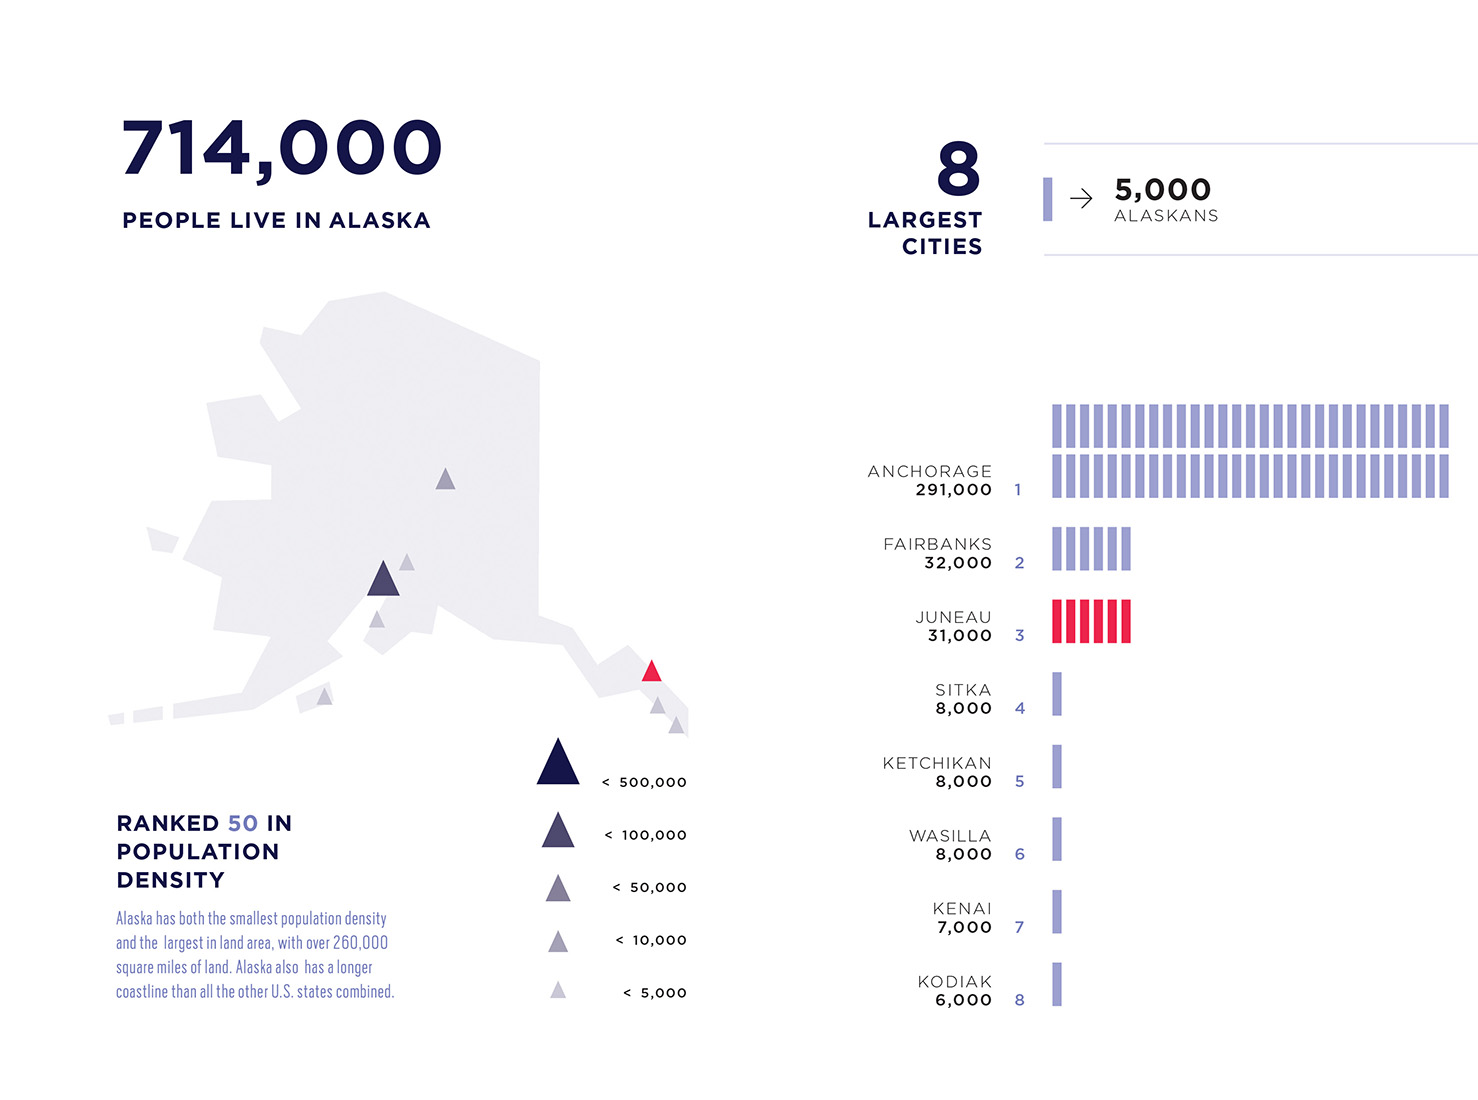 714,000
PEOPLE LIVE IN ALASKA
8
LARGEST
CITIES
5,000
ALASKANS
< 500,000
< 100,000
< 50,000
< 10,000
< 5,000
RANKED 50 IN
POPULATION
DENSITY
Alaska has both the smallest population density
and the largest in land area, with over 260,000
square miles of land. Alaska also has a longer
coastline than all the other U.S. states combined.
ANCHORAGE
291,000 1
FAIRBANKS
32,000 2
JUNEAU
31,000 3
SITKA
8,000 4
KETCHIKAN
8,000 5
WASILLA
8,000 6
KENAI
7,000 7
KODIAK
6,000 8